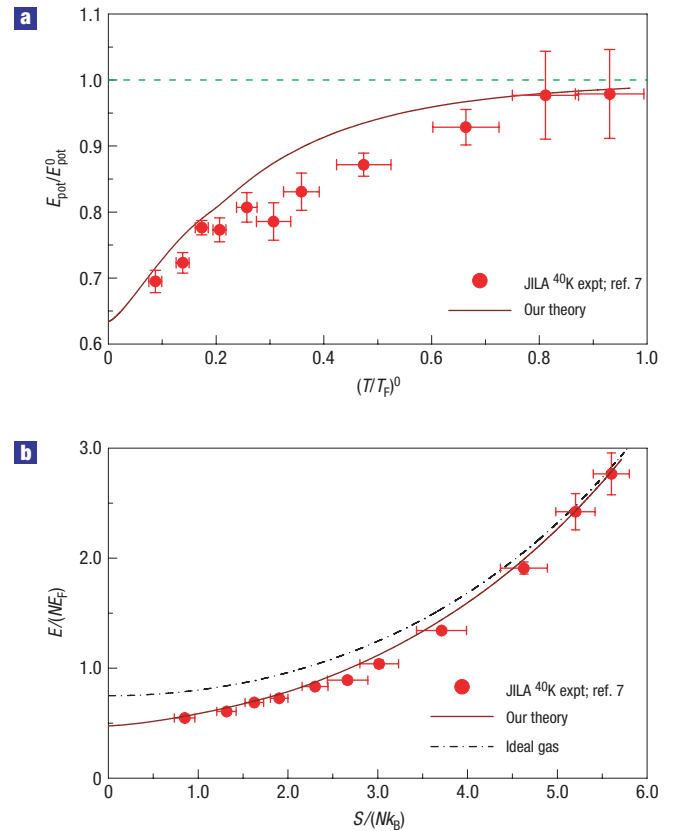 a
1.1
1.0
0.9
0.8
0.7
0.6
E_pot/E^0_pot
JILA ⁴⁰K expt; ref. 7
Our theory
0 0.2 0.4 0.6 0.8 1.0
(T/T_F)^0
b
3.0
2.0
1.0
0
E/(NE_F)
JILA ⁴⁰K expt; ref. 7
Our theory
Ideal gas
0 1.0 2.0 3.0 4.0 5.0 6.0
S/(Nk_B)